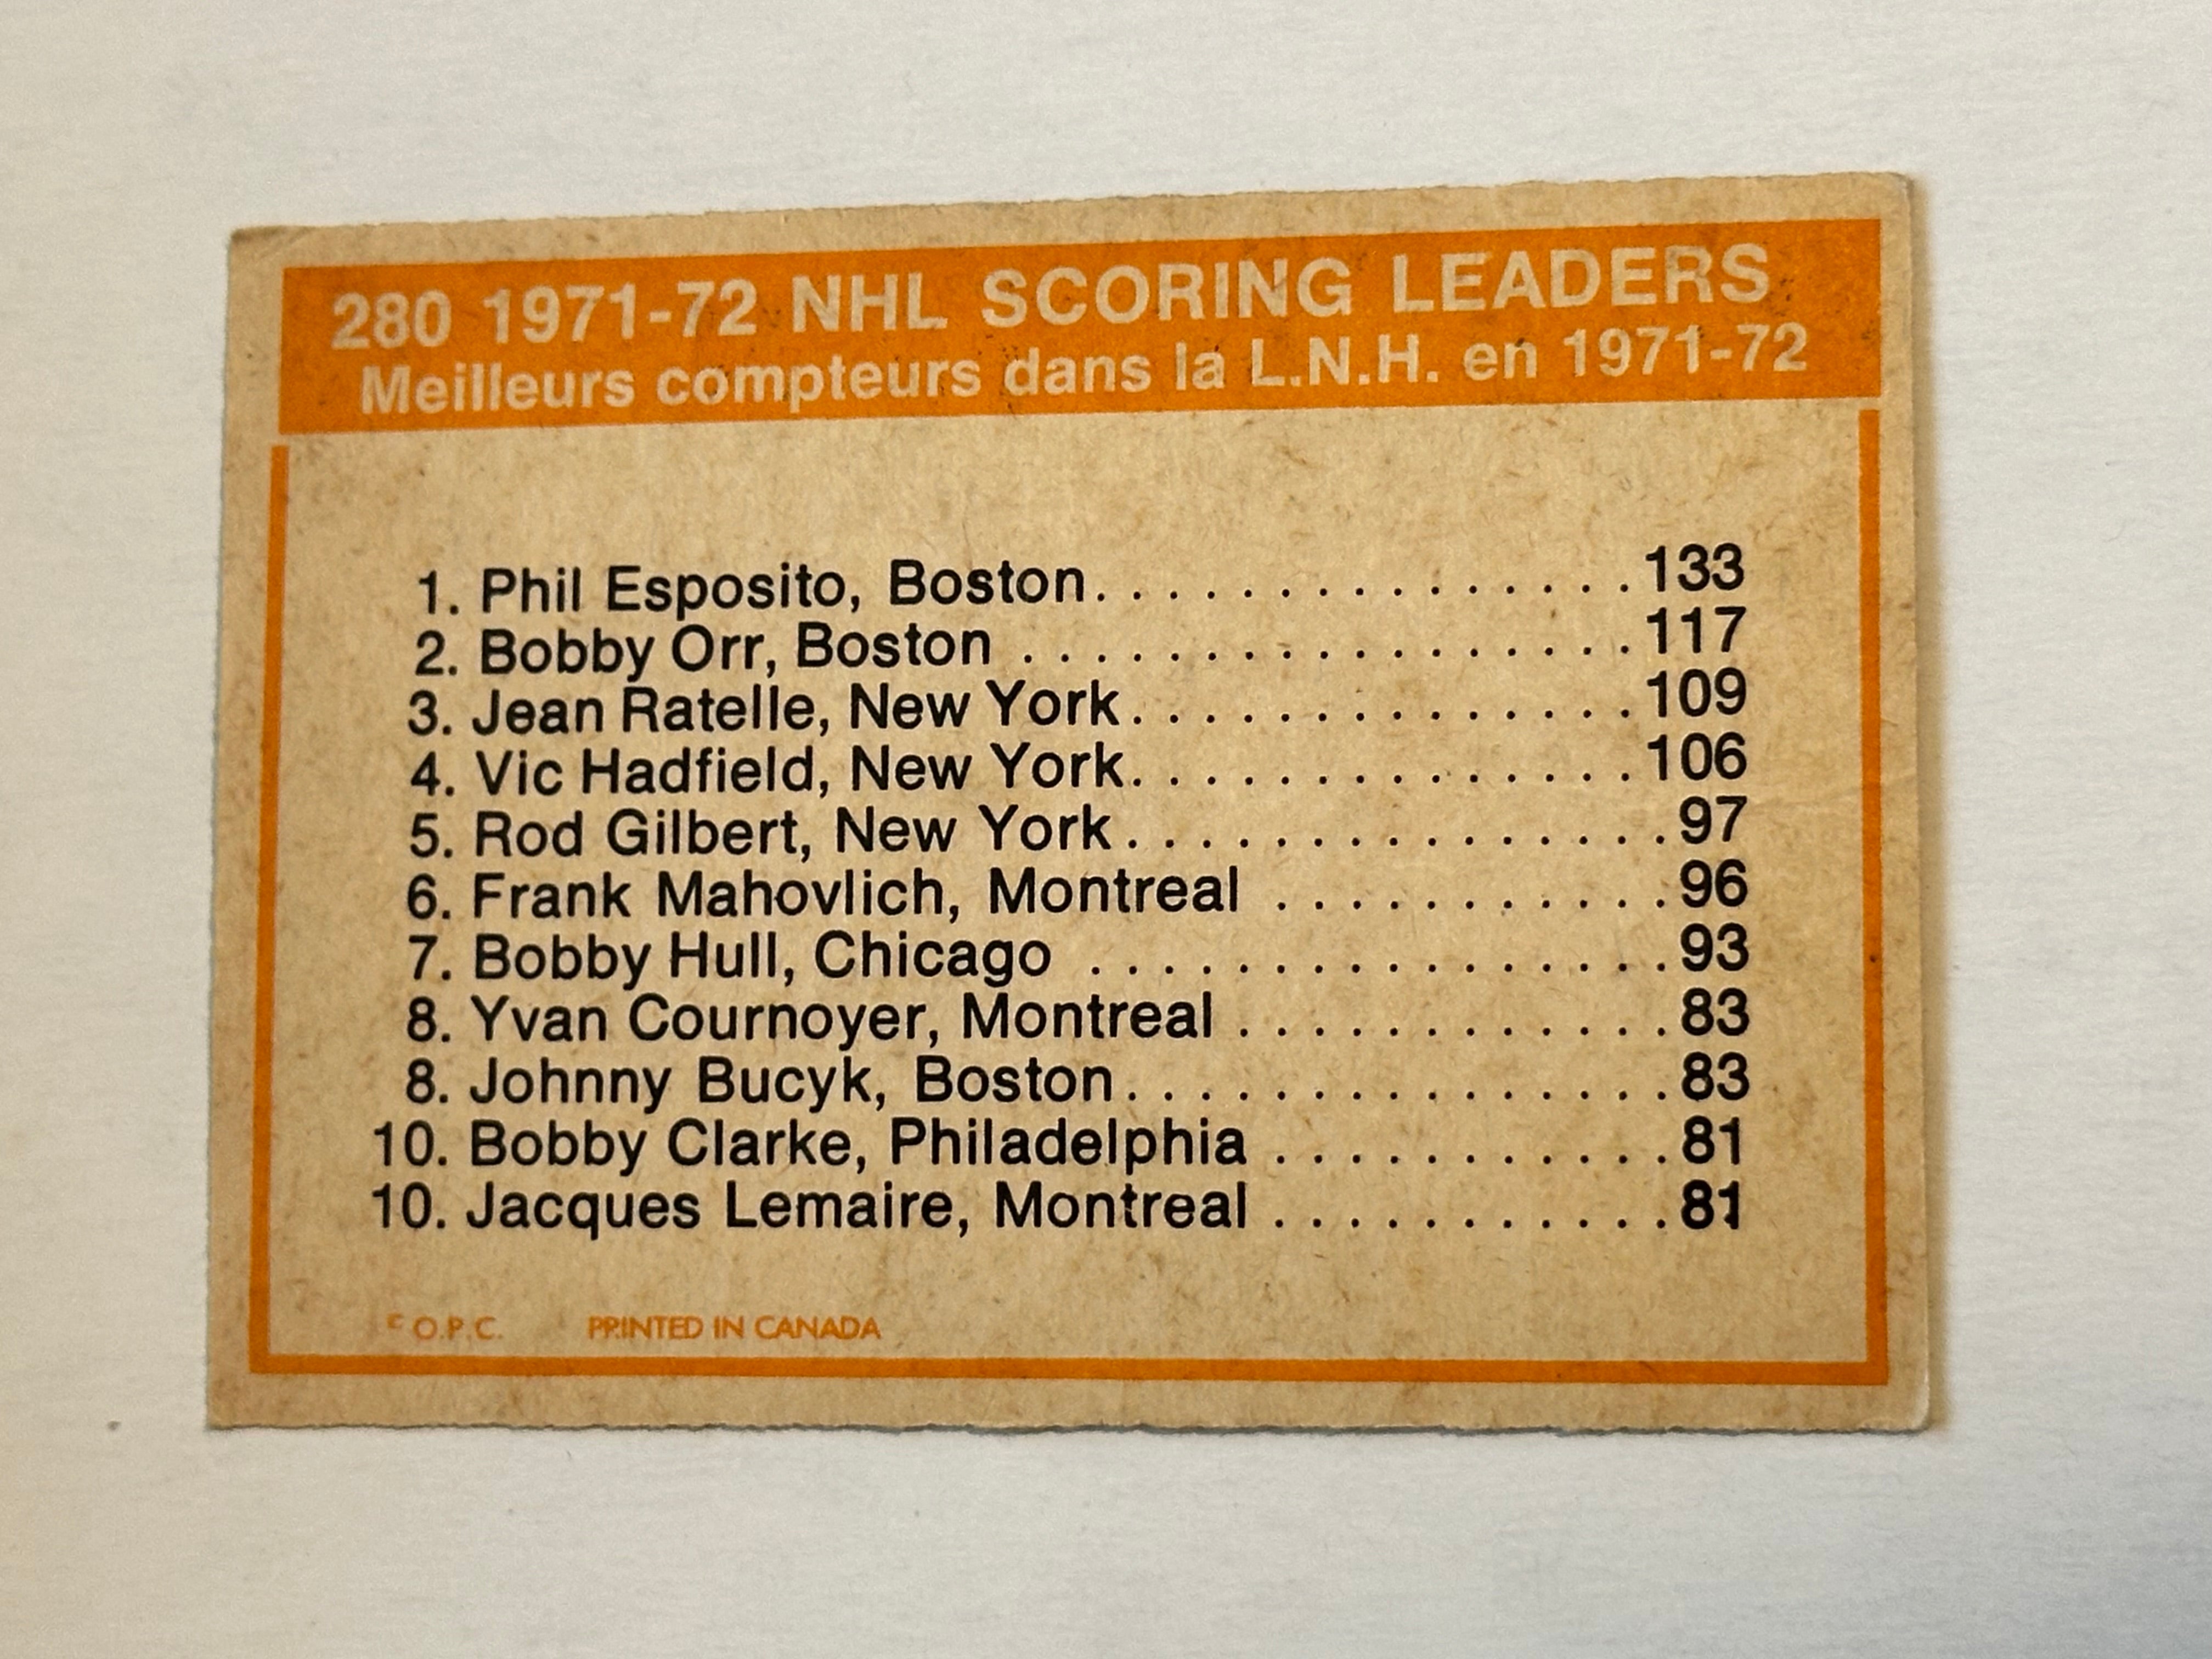 280 1971-72 NHL SCORING LEADERS
Meilleurs compteurs dans la L.N.H. en 1971-72
1. Phil Esposito, Boston. . . . . . . . . . . . . . . 133
2. Bobby Orr, Boston . . . . . . . . . . . . . . . . . 117
3. Jean Ratelle, New York. . . . . . . . . . . . . . 109
4. Vic Hadfield, New York. . . . . . . . . . . . . . 106
5. Rod Gilbert, New York. . . . . . . . . . . . . . . 97
6. Frank Mahovlich, Montreal . . . . . . . . . . . 96
7. Bobby Hull, Chicago . . . . . . . . . . . . . . . . 93
8. Yvan Cournoyer, Montreal . . . . . . . . . . . . 83
8. Johnny Bucyk, Boston. . . . . . . . . . . . . . . 83
10. Bobby Clarke, Philadelphia . . . . . . . . . . . 81
10. Jacques Lemaire, Montreal . . . . . . . . . . . 81
© O.P.C. PRINTED IN CANADA